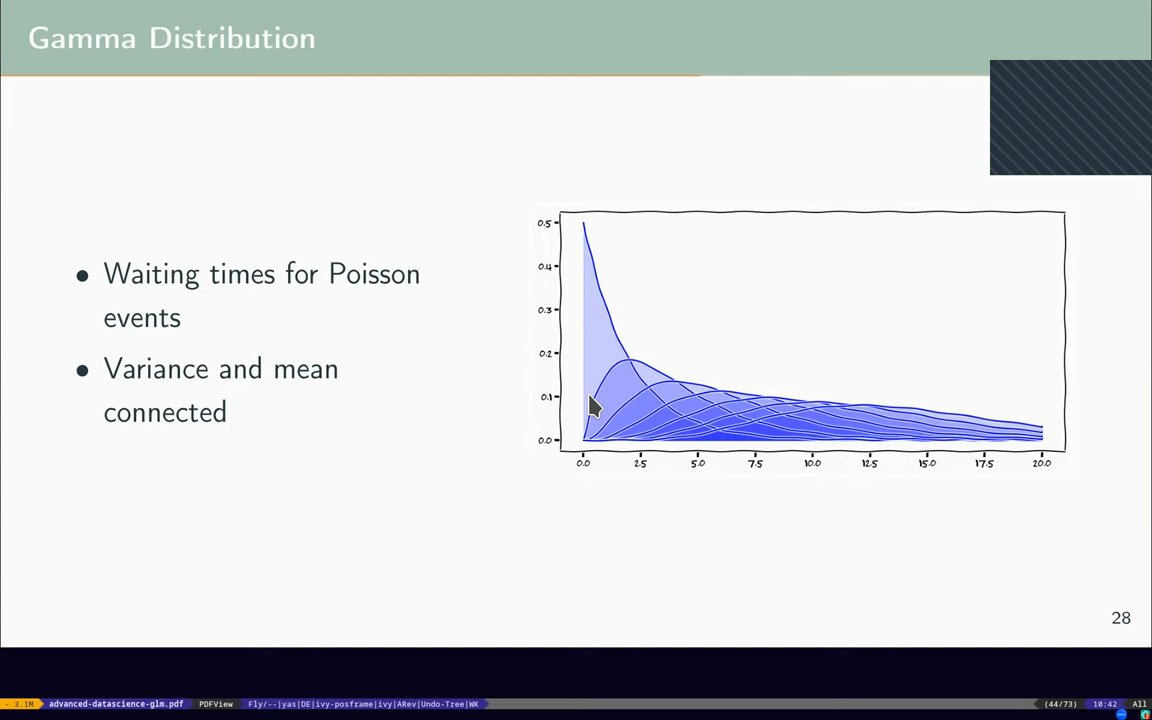 Gamma Distribution
• Waiting times for Poisson
events
• Variance and mean
connected
0.5
0.4
0.3
0.2
0.1
0.0
0.0 2.5 5.0 7.5 10.0 12.5 15.0 17.5 20.0
28
- 3.1M advanced-datascience-glm.pdf PDFView Fly/--|yas|DE|ivy-posframe|ivy|ARev|Undo-Tree|WK (44/73) 10:42 All